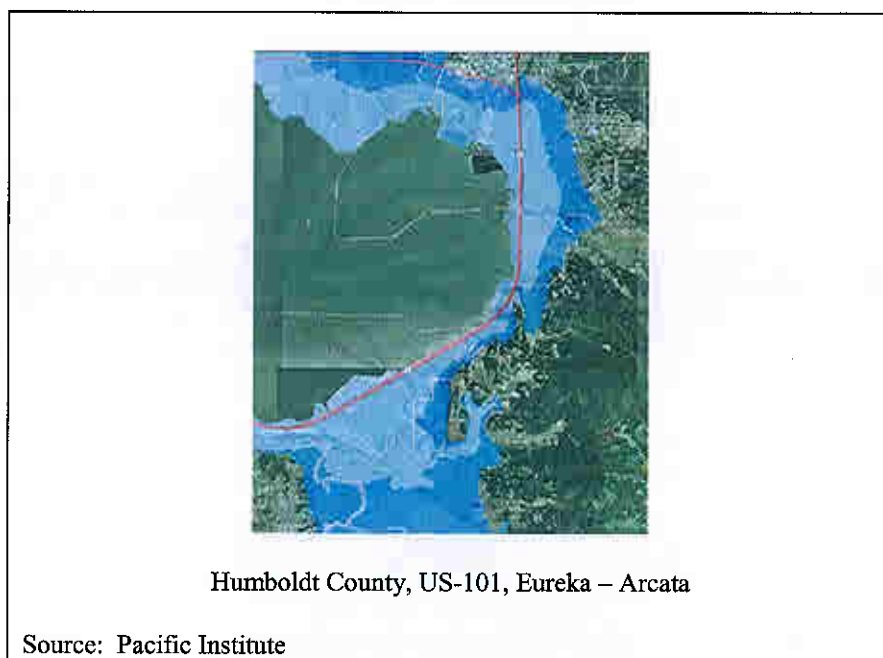 Humboldt County, US-101, Eureka – Arcata
Source: Pacific Institute